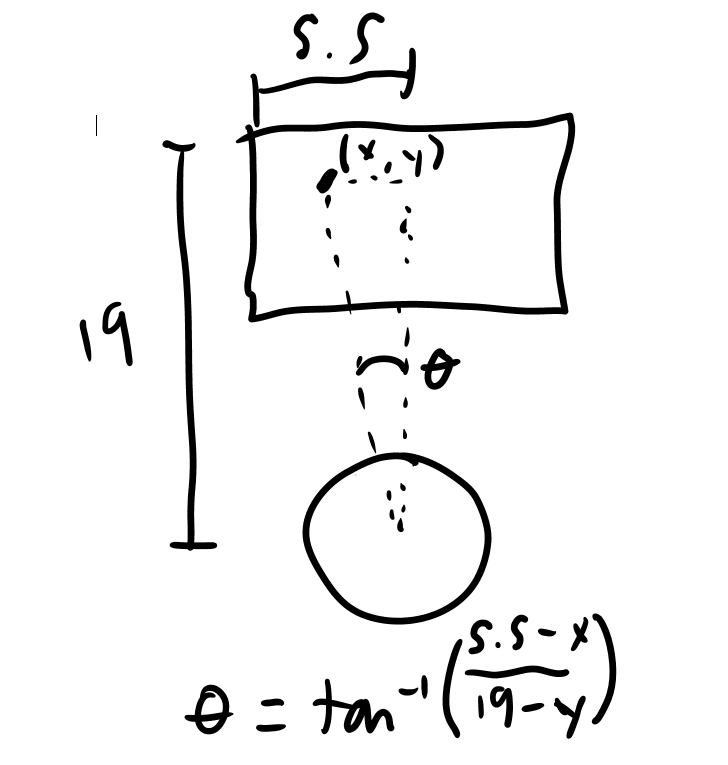 5.5
(x, y)
19
θ
θ = tan⁻¹((5.5-x)/(19-y))